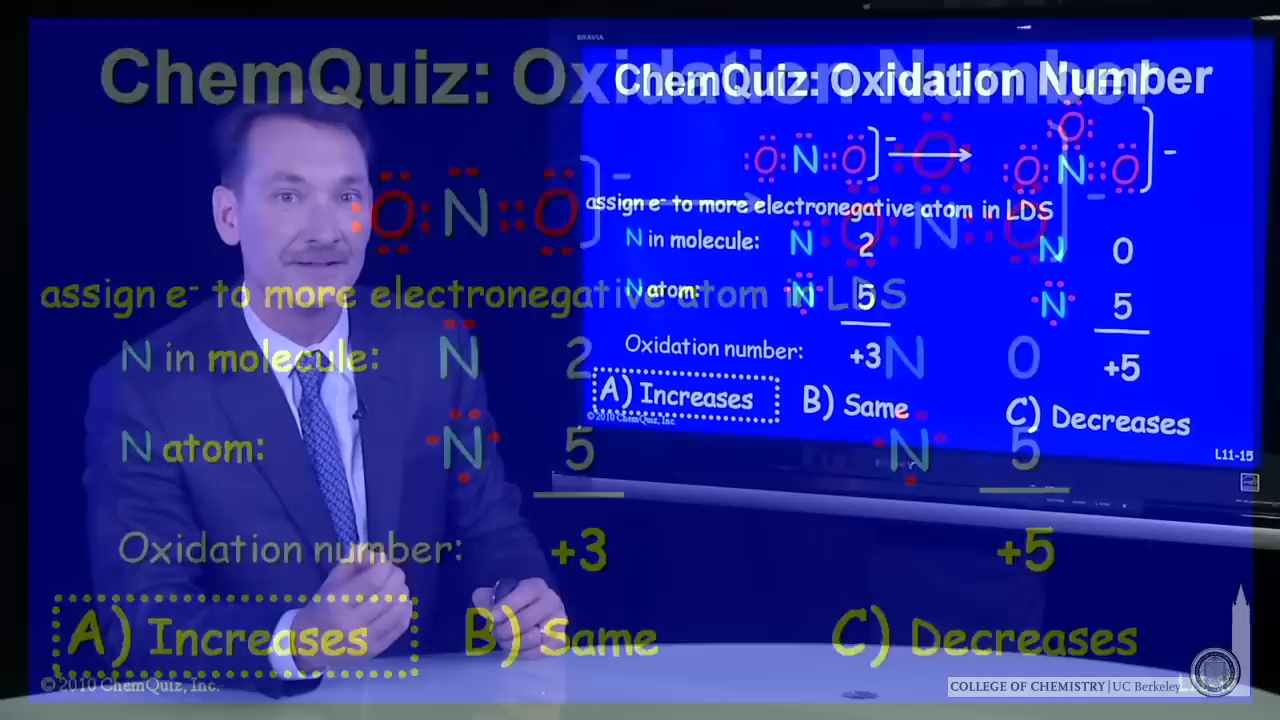 BRAVIA
ChemQuiz: Oxidation Number
O N O ] -
assign e- to more electronegative atom in LDS
N in molecule: N 2 N 0
N atom: N 5 N 5
Oxidation number: +3 +5
A) Increases B) Same C) Decreases
© 2010 ChemQuiz, Inc.
ChemQuiz: Oxidation Number
O N O ] - → O O N O ] -
assign e- to more electronegative atom in LDS
N in molecule: N 2 N 0
N atom: N 5 N 5
Oxidation number: +3 +5
A) Increases B) Same C) Decreases
© 2010 ChemQuiz, Inc.
L11-15
COLLEGE OF CHEMISTRY | UC Berkeley